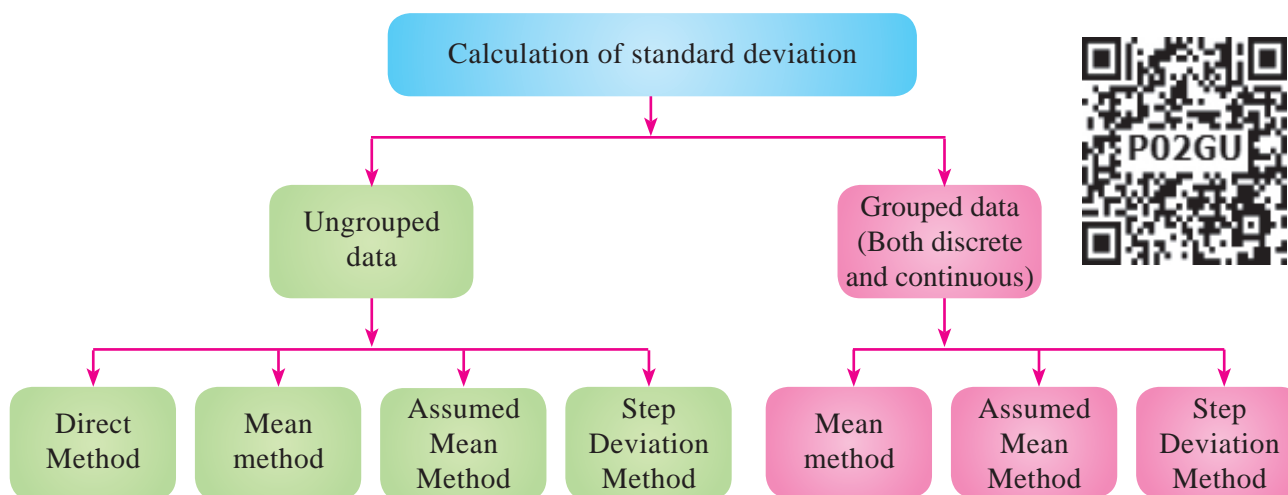 Calculation of standard deviation
P02GU
Ungrouped
data
Grouped data
(Both discrete
and continuous)
Direct
Method
Mean
method
Assumed
Mean
Method
Step
Deviation
Method
Mean
method
Assumed
Mean
Method
Step
Deviation
Method